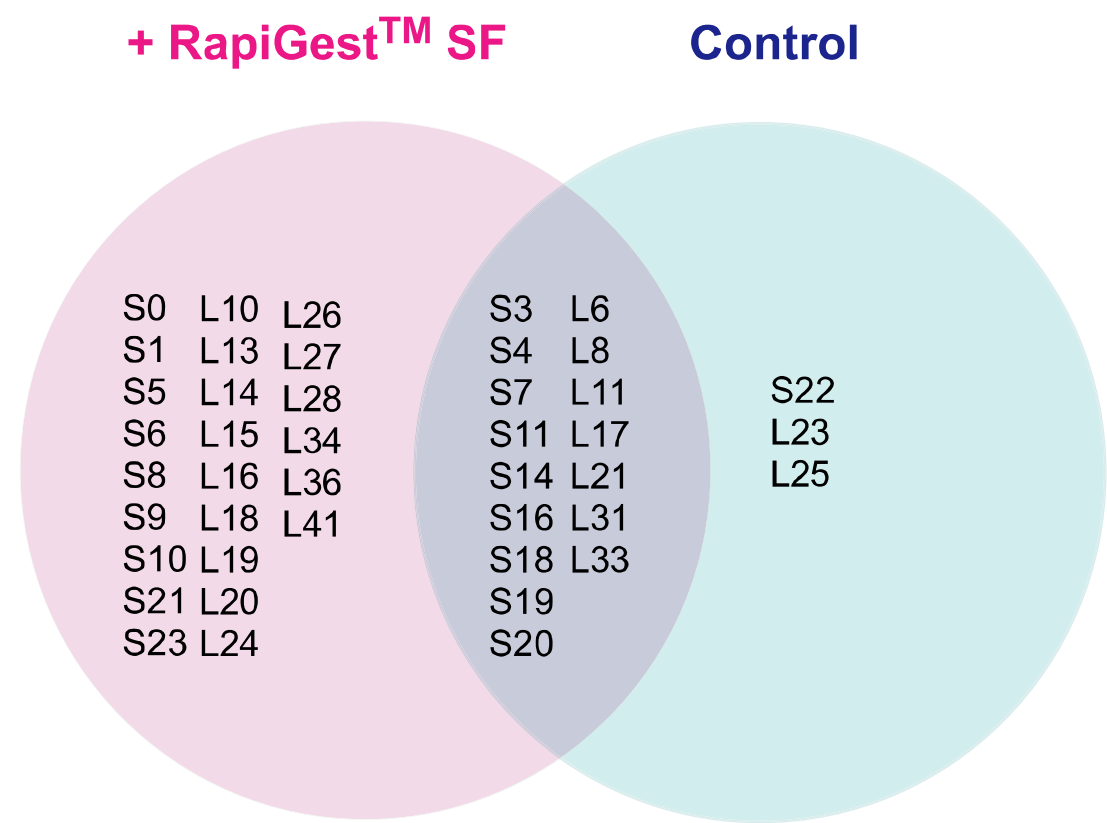 + RapiGest™ SF
Control
S0
S1
S5
S6
S8
S9
S10
S21
S23
L10
L13
L14
L15
L16
L18
L19
L20
L24
L26
L27
L28
L34
L36
L41
S3
S4
S7
S11
S14
S16
S18
S19
S20
L6
L8
L11
L17
L21
L31
L33
S22
L23
L25